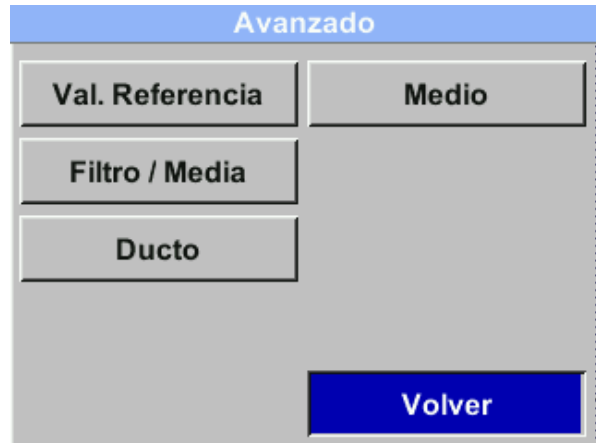 Avanzado
Val. Referencia
Medio
Filtro / Media
Ducto
Volver